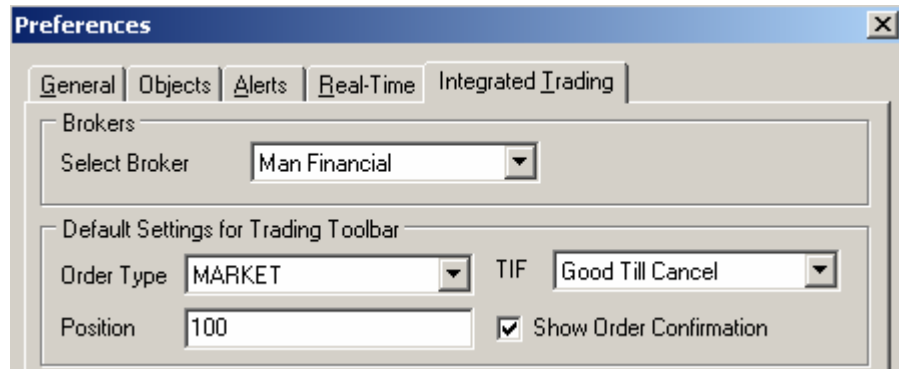 Preferences
General Objects Alerts Real-Time Integrated Trading
Brokers
Select Broker Man Financial
Default Settings for Trading Toolbar
Order Type MARKET TIF Good Till Cancel
Position 100 Show Order Confirmation